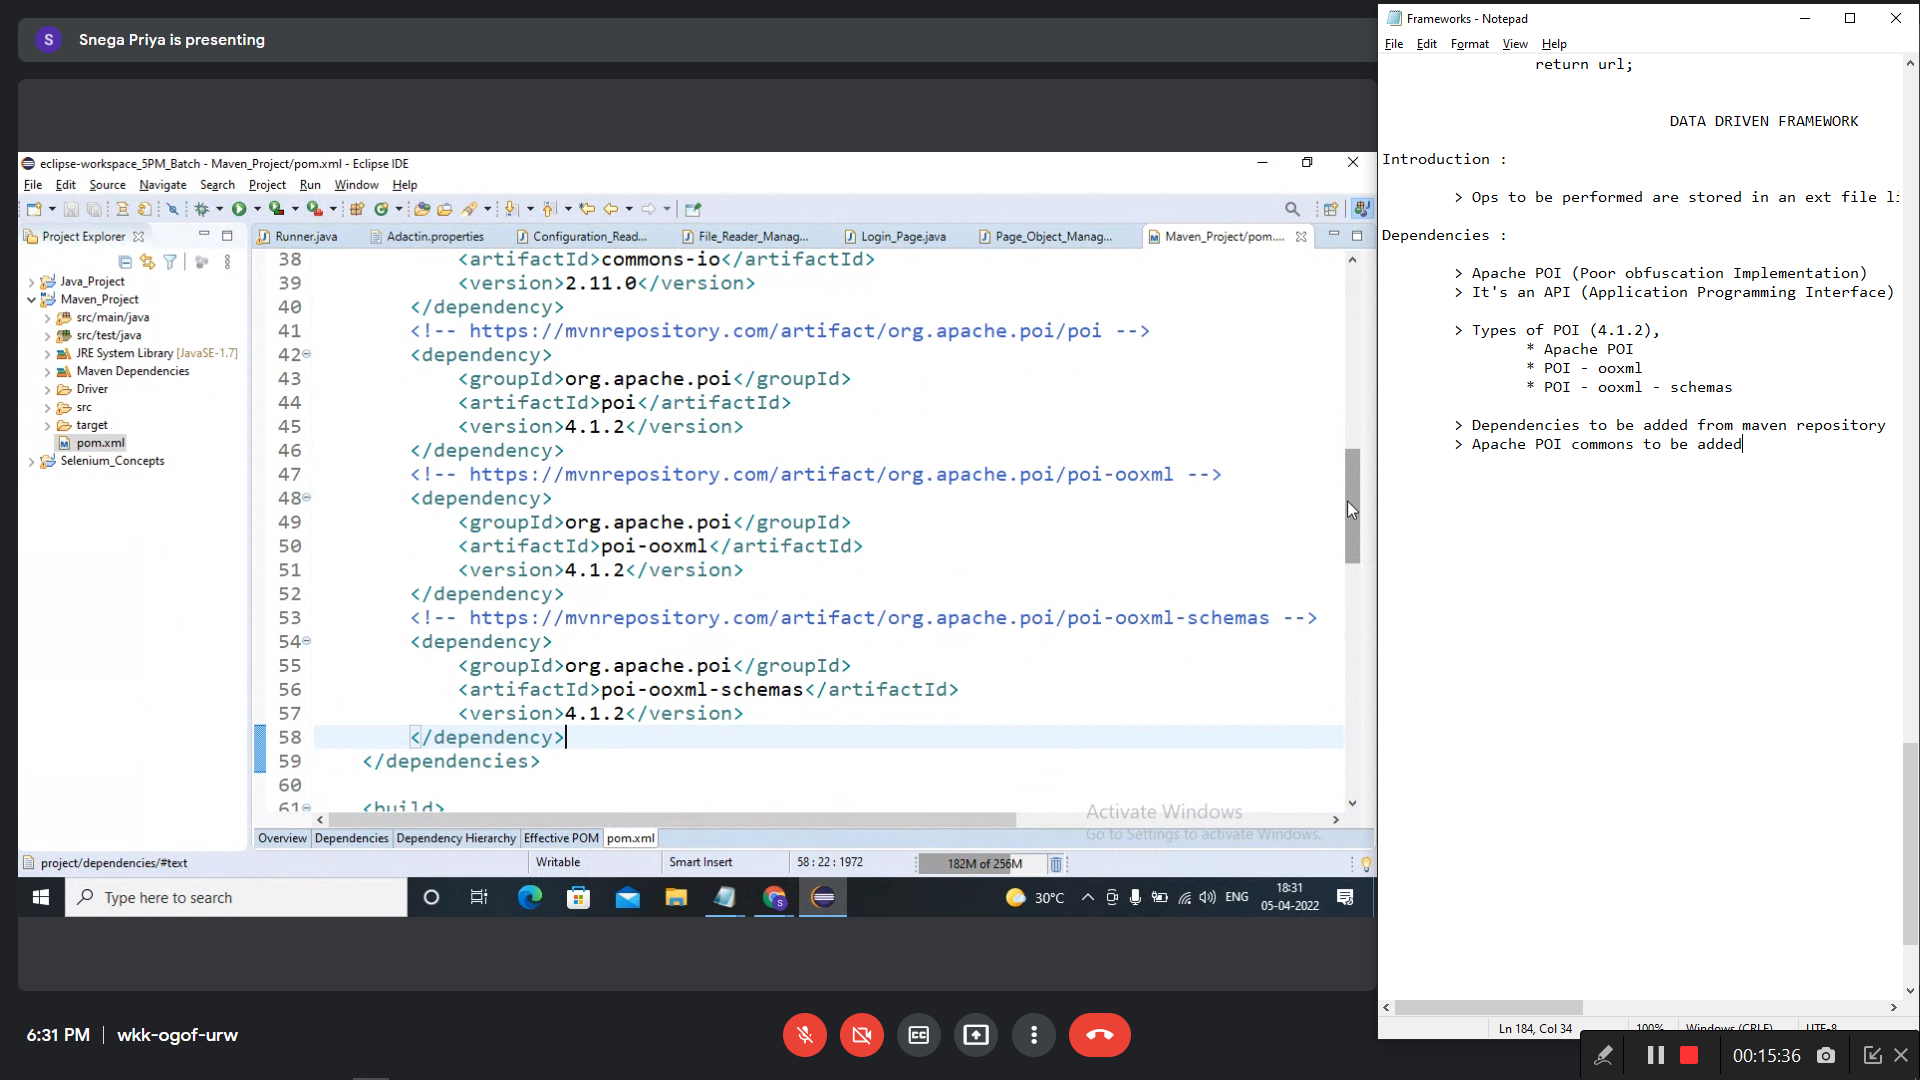 S
Snega Priya is presenting
eclipse-workspace_5PM_Batch - Maven_Project/pom.xml - Eclipse IDE
File Edit Source Navigate Search Project Run Window Help
Project Explorer
Runner.java Adactin.properties Configuration_Read... File_Reader_Manag... Login_Page.java Page_Object_Manag... Maven_Project/pom....
Java_Project
Maven_Project
src/main/java
src/test/java
JRE System Library [JavaSE-1.7]
Maven Dependencies
Driver
src
target
pom.xml
Selenium_Concepts
38 <artifactId>commons-io</artifactId>
39 <version>2.11.0</version>
40 </dependency>
41 <!-- https://mvnrepository.com/artifact/org.apache.poi/poi -->
42 <dependency>
43 <groupId>org.apache.poi</groupId>
44 <artifactId>poi</artifactId>
45 <version>4.1.2</version>
46 </dependency>
47 <!-- https://mvnrepository.com/artifact/org.apache.poi/poi-ooxml -->
48 <dependency>
49 <groupId>org.apache.poi</groupId>
50 <artifactId>poi-ooxml</artifactId>
51 <version>4.1.2</version>
52 </dependency>
53 <!-- https://mvnrepository.com/artifact/org.apache.poi/poi-ooxml-schemas -->
54 <dependency>
55 <groupId>org.apache.poi</groupId>
56 <artifactId>poi-ooxml-schemas</artifactId>
57 <version>4.1.2</version>
58 </dependency>
59 </dependencies>
60
61 <build>
Activate Windows
Go to Settings to activate Windows.
Overview Dependencies Dependency Hierarchy Effective POM pom.xml
project/dependencies/#text Writable Smart Insert 58 : 22 : 1972 182M of 256M
Type here to search
30°C ENG 18:31
05-04-2022
6:31 PM | wkk-ogof-urw
Frameworks - Notepad
File Edit Format View Help
return url;
DATA DRIVEN FRAMEWORK
Introduction :
> Ops to be performed are stored in an ext file li
Dependencies :
> Apache POI (Poor obfuscation Implementation)
> It's an API (Application Programming Interface)
> Types of POI (4.1.2),
* Apache POI
* POI - ooxml
* POI - ooxml - schemas
> Dependencies to be added from maven repository
> Apache POI commons to be added
Ln 184, Col 34 100% Windows (CRLF) UTF-8
00:15:36